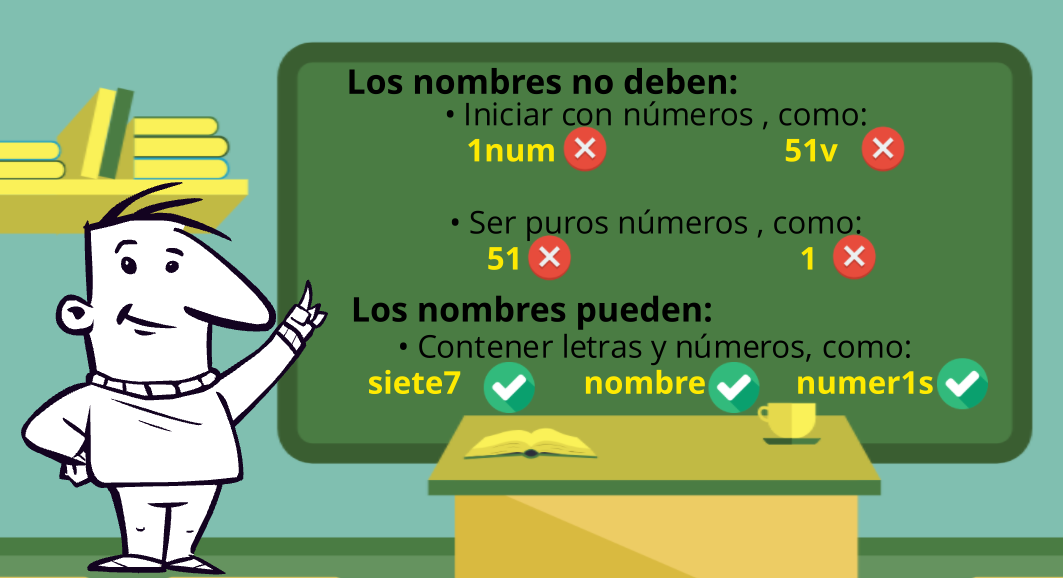 Los nombres no deben:
• Iniciar con números , como:
1num 51v
• Ser puros números , como:
51 1
Los nombres pueden:
• Contener letras y números, como:
siete7 nombre numer1s